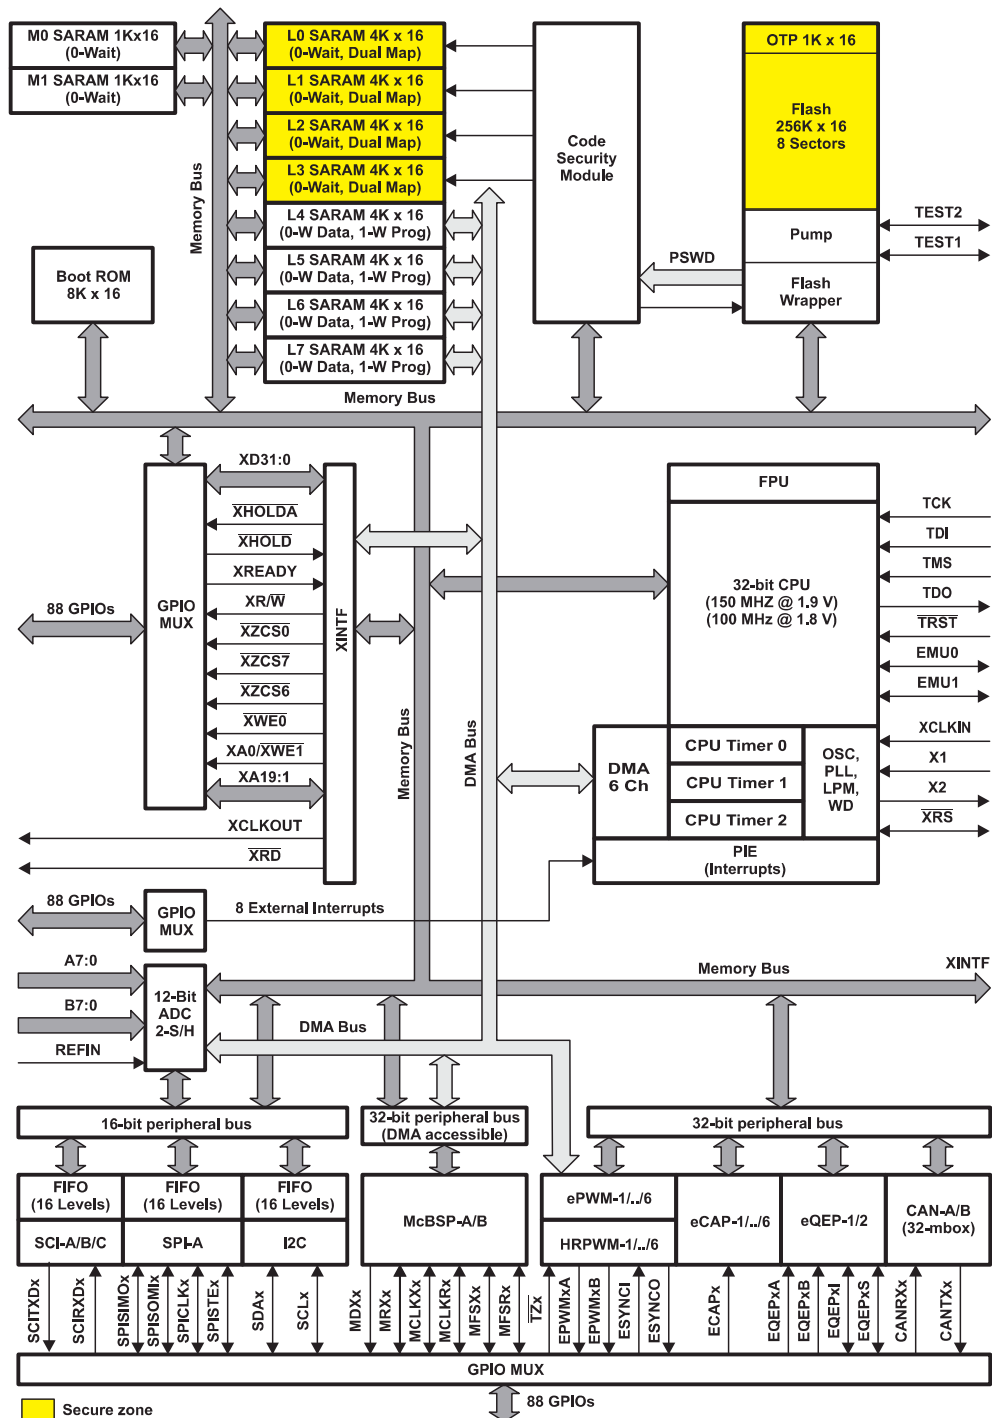 M0 SARAM 1Kx16
(0-Wait)
M1 SARAM 1Kx16
(0-Wait)
L0 SARAM 4K x 16
(0-Wait, Dual Map)
L1 SARAM 4K x 16
(0-Wait, Dual Map)
L2 SARAM 4K x 16
(0-Wait, Dual Map)
L3 SARAM 4K x 16
(0-Wait, Dual Map)
L4 SARAM 4K x 16
(0-W Data, 1-W Prog)
L5 SARAM 4K x 16
(0-W Data, 1-W Prog)
L6 SARAM 4K x 16
(0-W Data, 1-W Prog)
L7 SARAM 4K x 16
(0-W Data, 1-W Prog)
Memory Bus
Boot ROM
8K x 16
Code
Security
Module
OTP 1K x 16
Flash
256K x 16
8 Sectors
Pump
Flash
Wrapper
TEST2
TEST1
PSWD
Memory Bus
XD31:0
XHOLDA
XHOLD
XREADY
XR/W
XZCS0
XZCS7
XZCS6
XWE0
XA0/XWE1
XA19:1
XCLKOUT
XRD
88 GPIOs
GPIO
MUX
XINTF
Memory Bus
DMA Bus
FPU
32-bit CPU
(150 MHZ @ 1.9 V)
(100 MHz @ 1.8 V)
TCK
TDI
TMS
TDO
TRST
EMU0
EMU1
XCLKIN
X1
X2
XRS
DMA
6 Ch
CPU Timer 0
CPU Timer 1
CPU Timer 2
OSC,
PLL,
LPM,
WD
PIE
(Interrupts)
88 GPIOs
GPIO
MUX
8 External Interrupts
A7:0
B7:0
REFIN
12-Bit
ADC
2-S/H
Memory Bus
XINTF
DMA Bus
16-bit peripheral bus
32-bit peripheral bus
(DMA accessible)
32-bit peripheral bus
FIFO
(16 Levels)
FIFO
(16 Levels)
FIFO
(16 Levels)
SCI-A/B/C
SPI-A
I2C
McBSP-A/B
ePWM-1/../6
HRPWM-1/../6
eCAP-1/../6
eQEP-1/2
CAN-A/B
(32-mbox)
SCITXDx
SCIRXDx
SPISIMOx
SPISOMIx
SPICLKx
SPISTEx
SDAx
SCLx
MDXx
MRXx
MCLKXx
MCLKRx
MFSXx
MFSRx
TZx
EPWMxA
EPWMxB
ESYNCI
ESYNCO
ECAPx
EQEPxA
EQEPxB
EQEPxI
EQEPxS
CANRXx
CANTXx
GPIO MUX
88 GPIOs
Secure zone